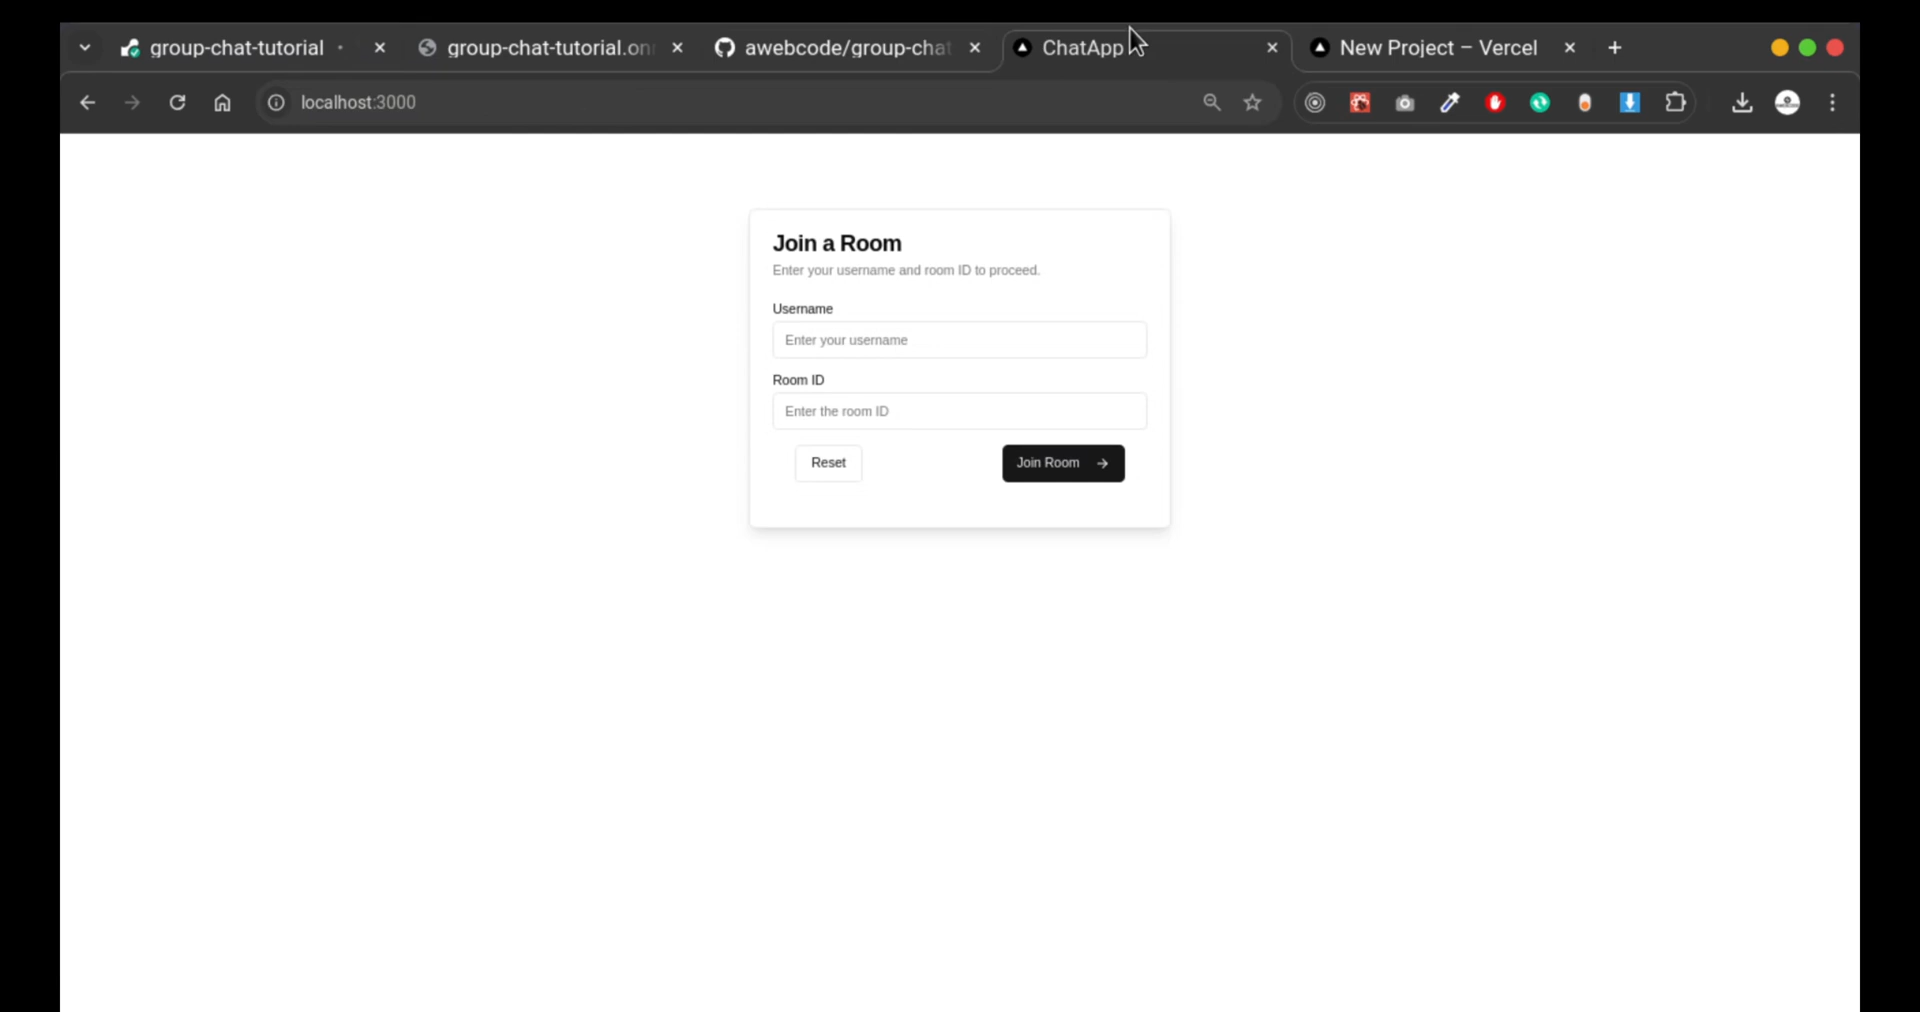 group-chat-tutorial
group-chat-tutorial.on
awebcode/group-chat
ChatApp
New Project – Vercel
localhost:3000
Join a Room
Enter your username and room ID to proceed.
Username
Enter your username
Room ID
Enter the room ID
Reset
Join Room